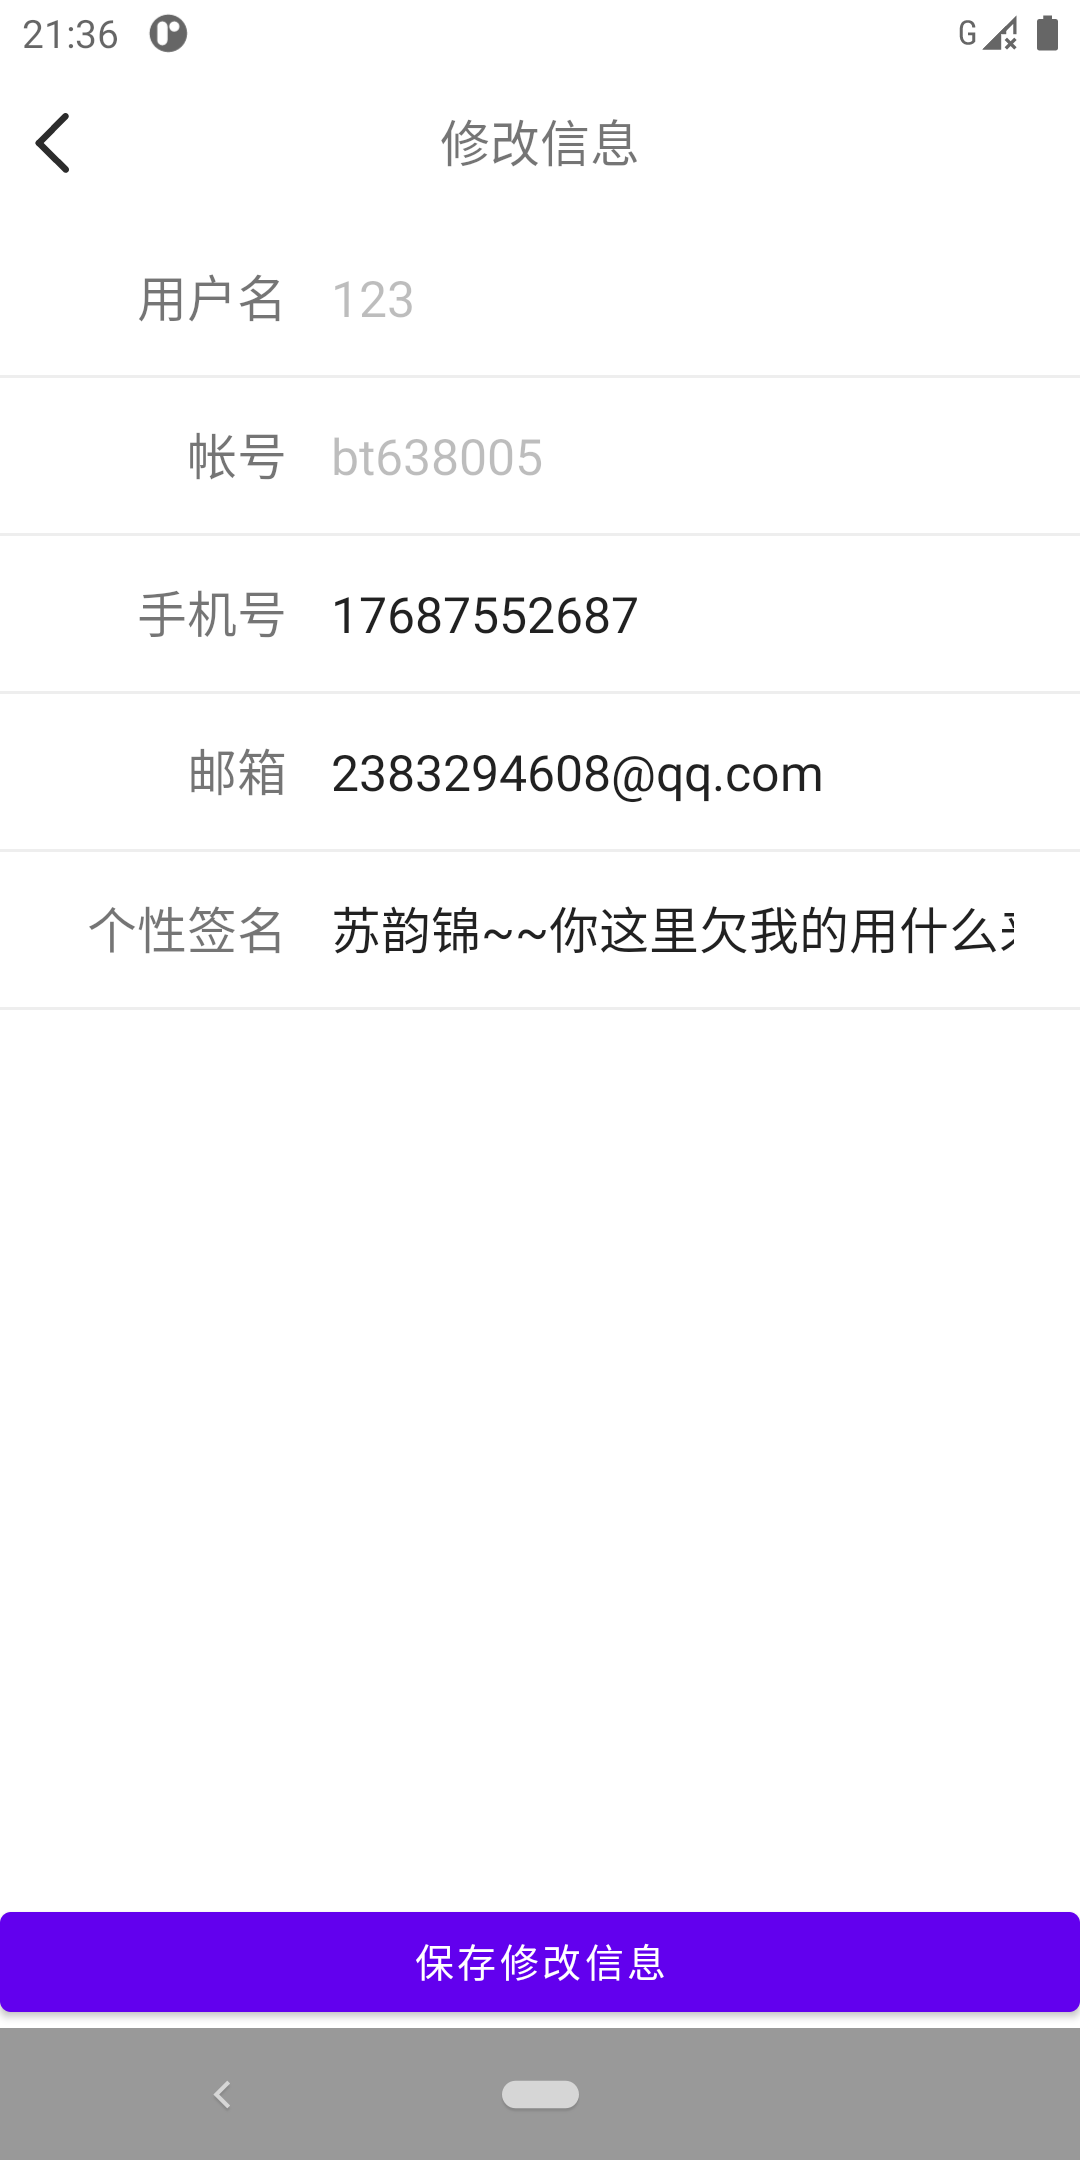 21:36
G
修改信息
用户名 123
帐号 bt638005
手机号 17687552687
邮箱 2383294608@qq.com
个性签名 苏韵锦~~你这里欠我的用什么
保存修改信息